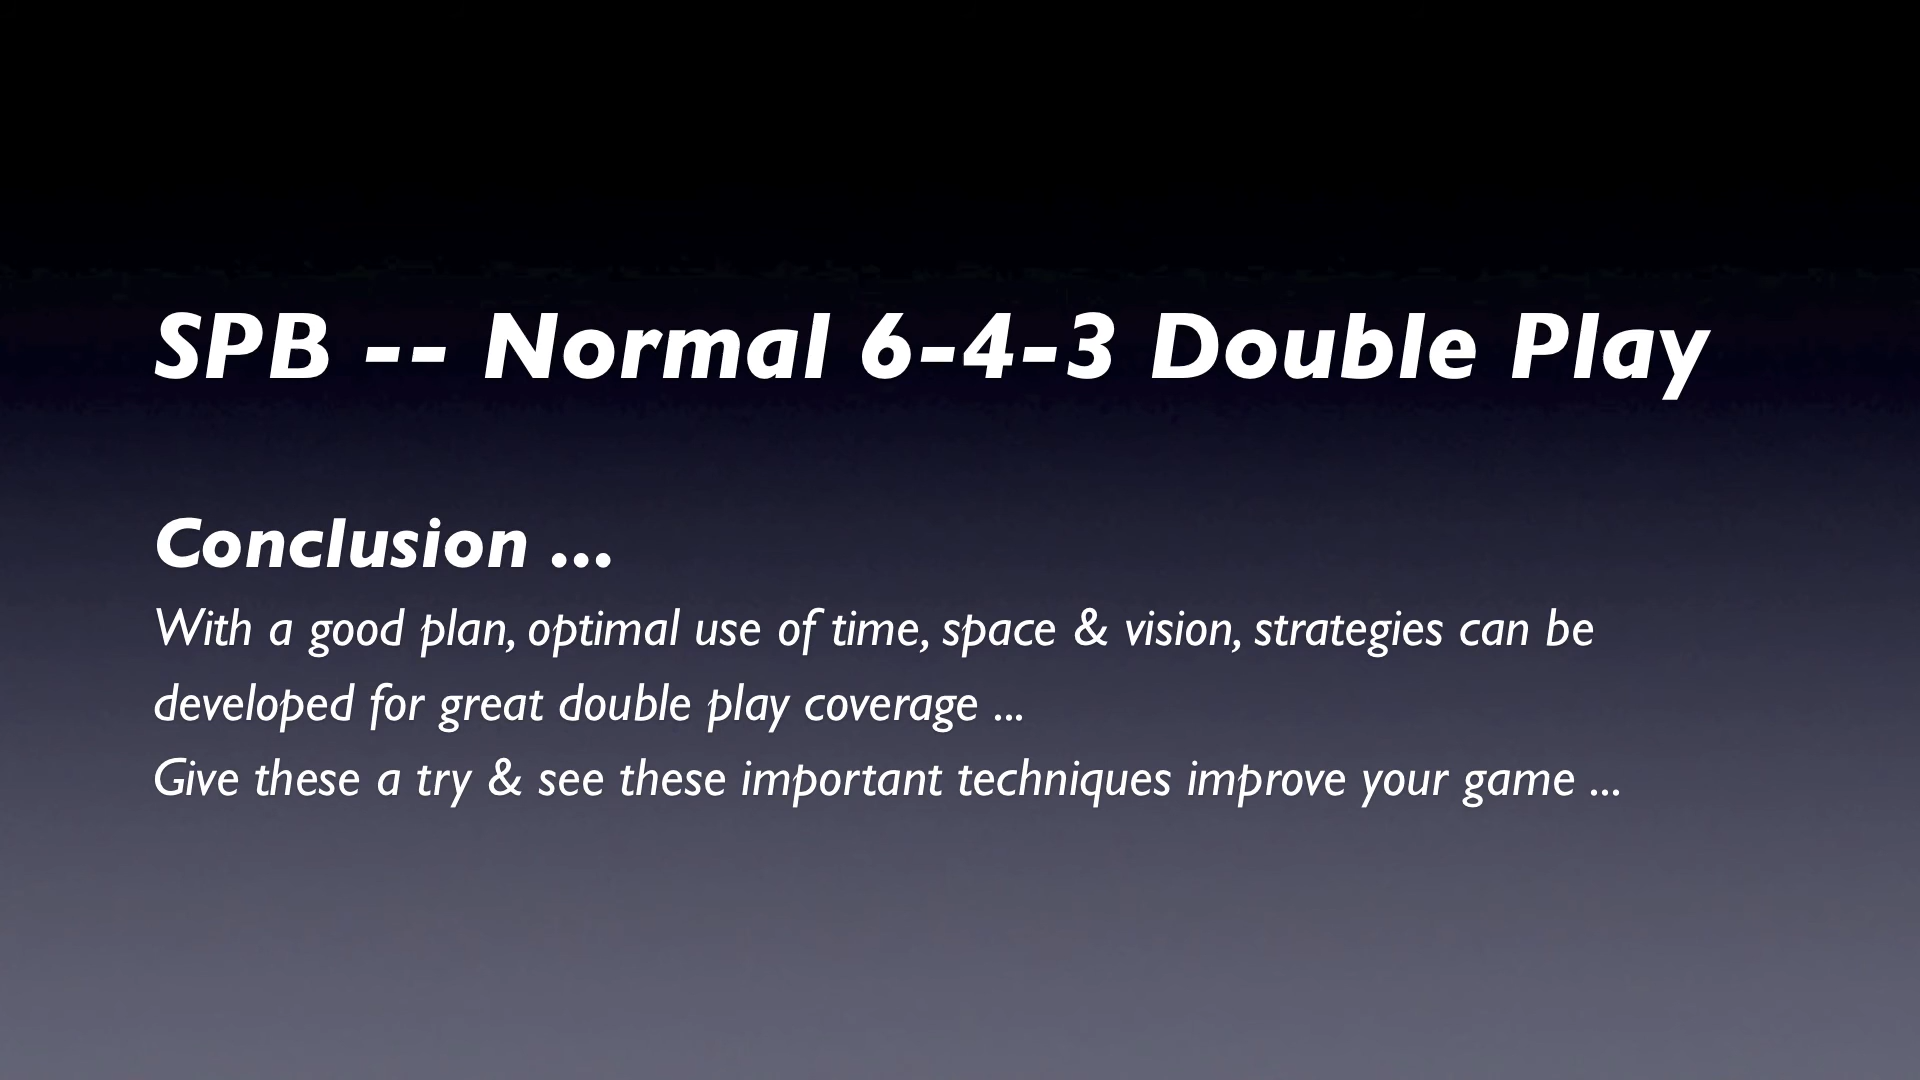 SPB -- Normal 6-4-3 Double Play
Conclusion ...
With a good plan, optimal use of time, space & vision, strategies can be
developed for great double play coverage ...
Give these a try & see these important techniques improve your game ...